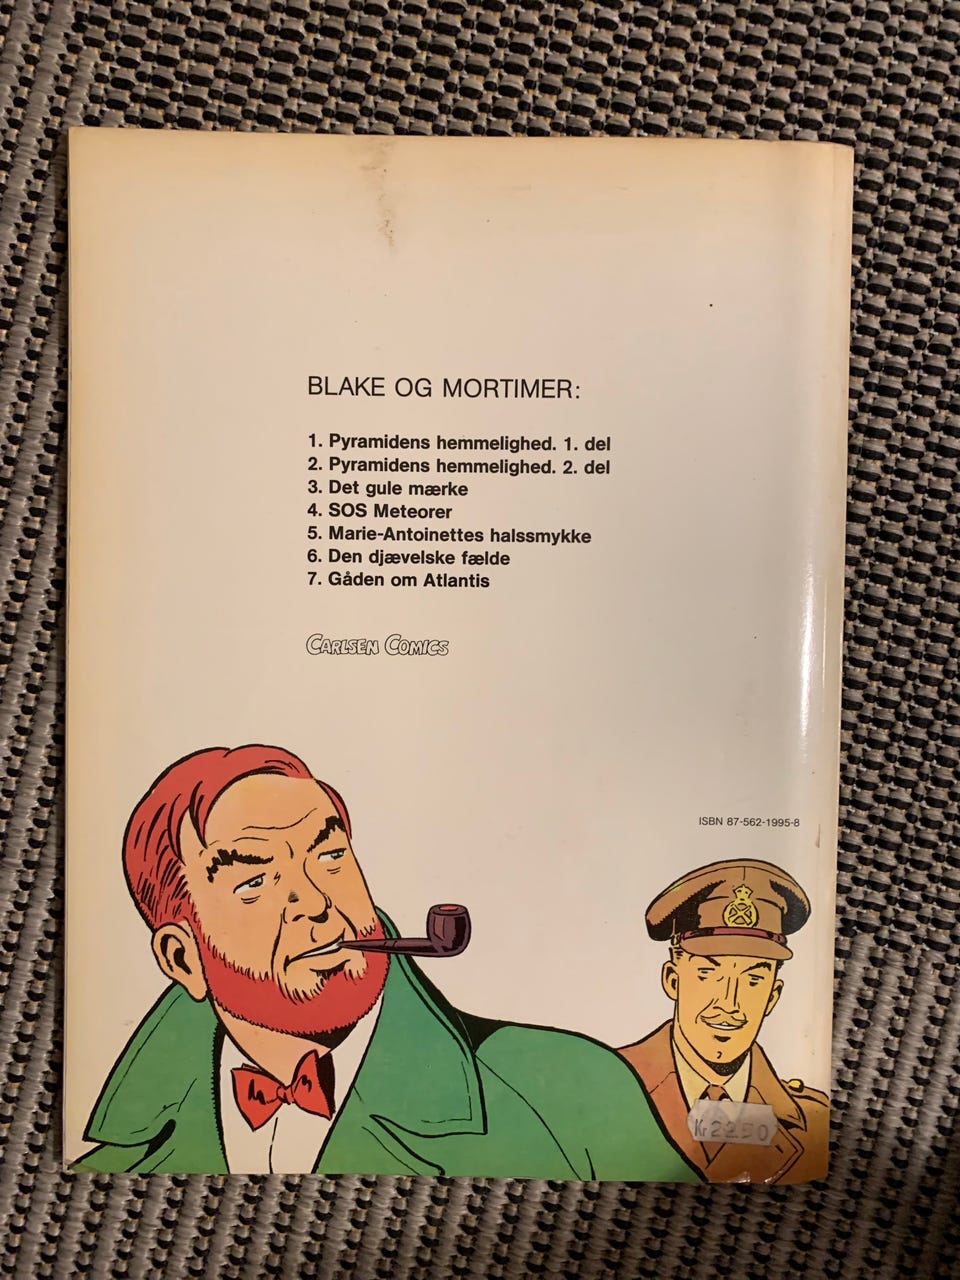 BLAKE OG MORTIMER:
1. Pyramidens hemmelighed. 1. del
2. Pyramidens hemmelighed. 2. del
3. Det gule mærke
4. SOS Meteorer
5. Marie-Antoinettes halssmykke
6. Den djævelske fælde
7. Gåden om Atlantis
CARLSEN COMICS
ISBN 87-562-1995-8
Kr 22.50